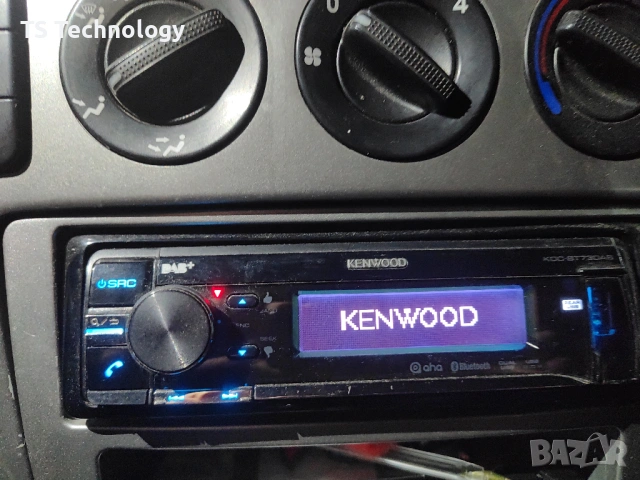 TS Technology
0 4
DAB+
KENWOOD
SRC
KENWOOD
aha Bluetooth
BAZAR